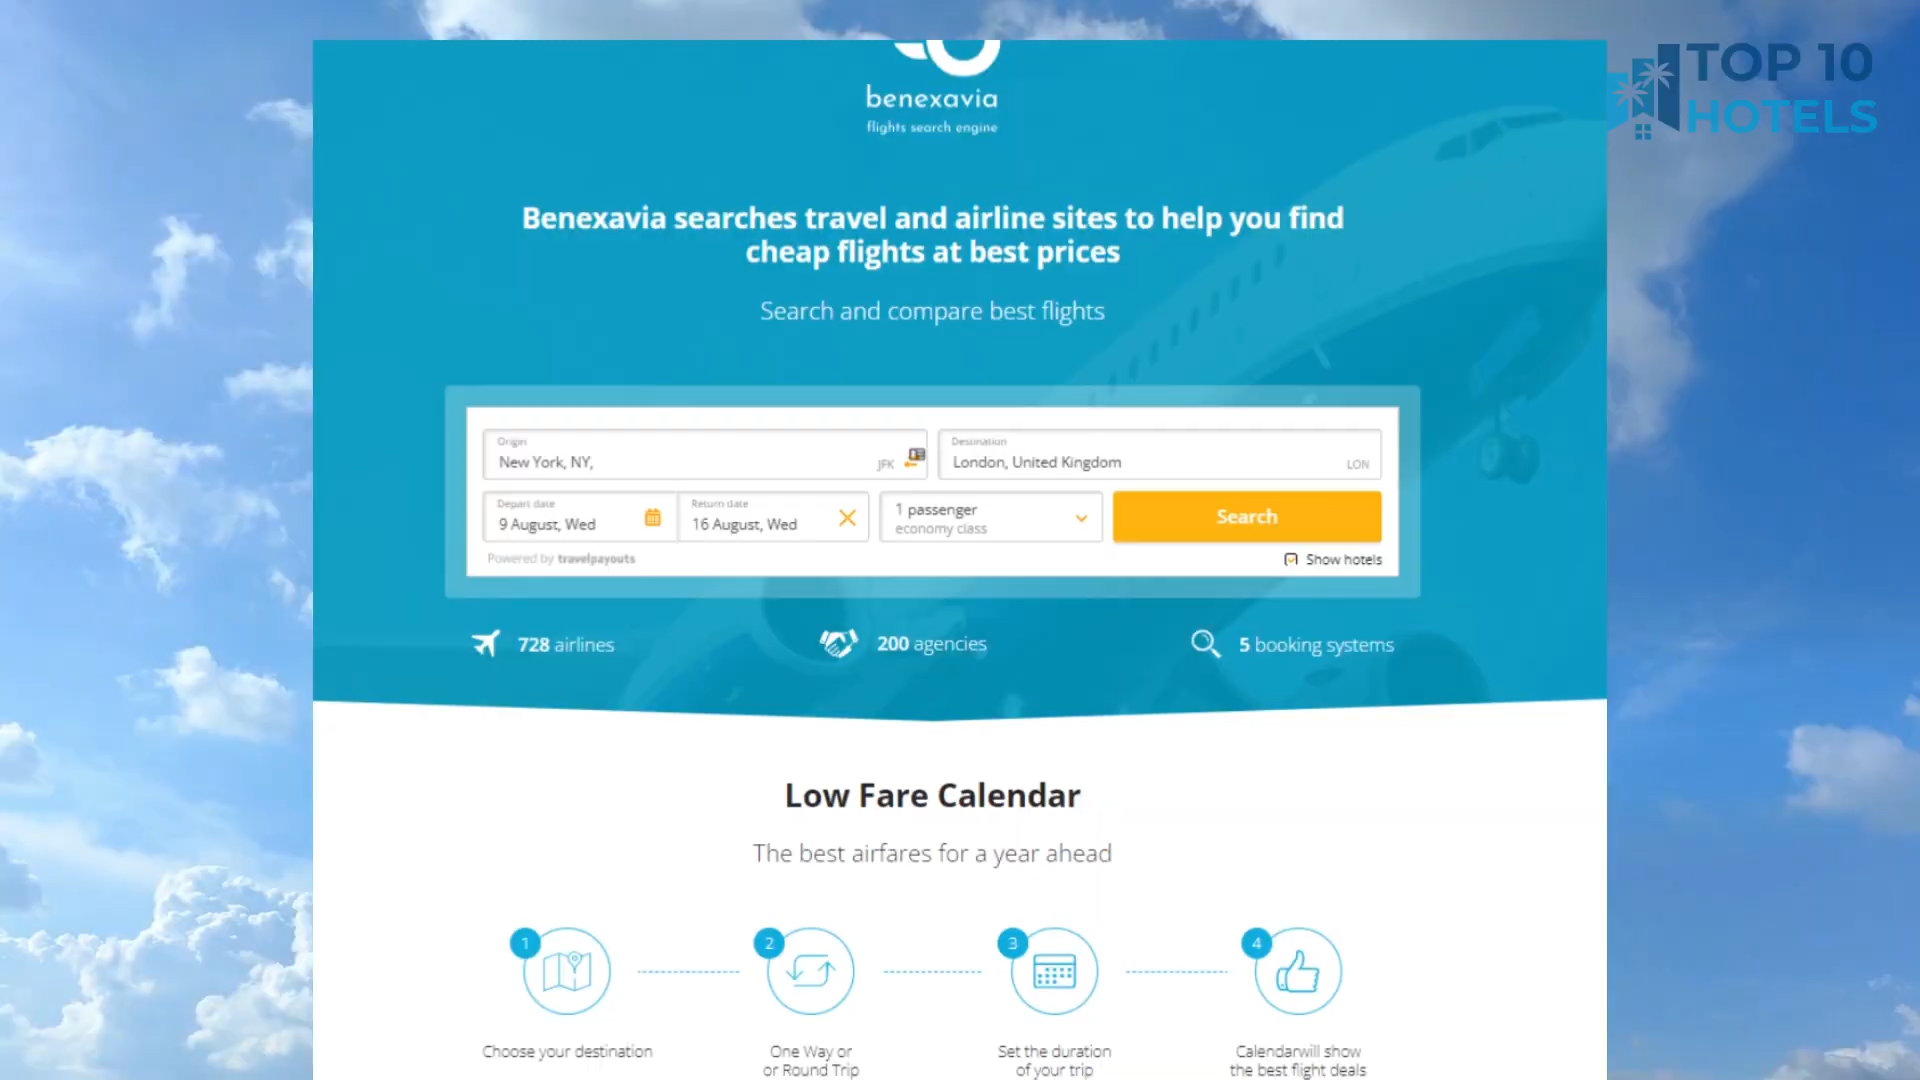 TOP 10
HOTELS
benexavia
flights search engine
Benexavia searches travel and airline sites to help you find
cheap flights at best prices
Search and compare best flights
Origin
New York, NY,
JFK
Destination
London, United Kingdom
LON
Depart date
9 August, Wed
Return date
16 August, Wed
1 passenger
economy class
Search
Powered by travelpayouts
Show hotels
728 airlines
200 agencies
5 booking systems
Low Fare Calendar
The best airfares for a year ahead
1
2
3
4
Choose your destination
One Way or
or Round Trip
Set the duration
of your trip
Calendarwill show
the best flight deals